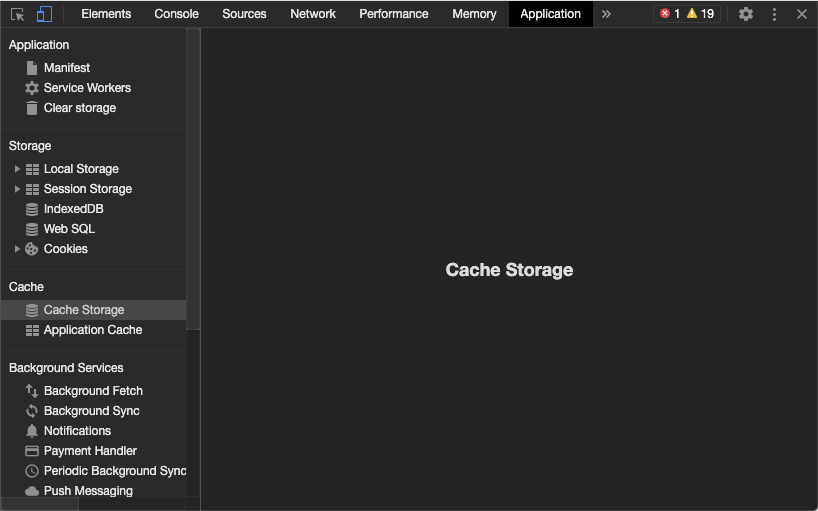 Elements Console Sources Network Performance Memory Application » 1 19
Application
Manifest
Service Workers
Clear storage
Storage
Local Storage
Session Storage
IndexedDB
Web SQL
Cookies
Cache
Cache Storage
Application Cache
Background Services
Background Fetch
Background Sync
Notifications
Payment Handler
Periodic Background Sync
Push Messaging
Cache Storage